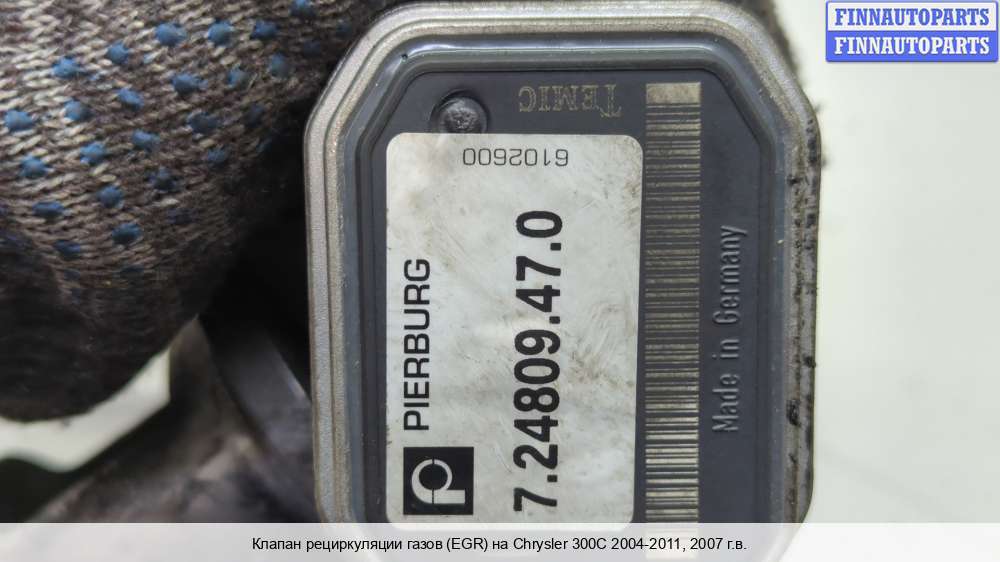 FINNAUTOPARTS
FINNAUTOPARTS
TEMIC
6102600
PIERBURG
7.24809.47.0
Made in Germany
Клапан рециркуляции газов (EGR) на Chrysler 300C 2004-2011, 2007 г.в.